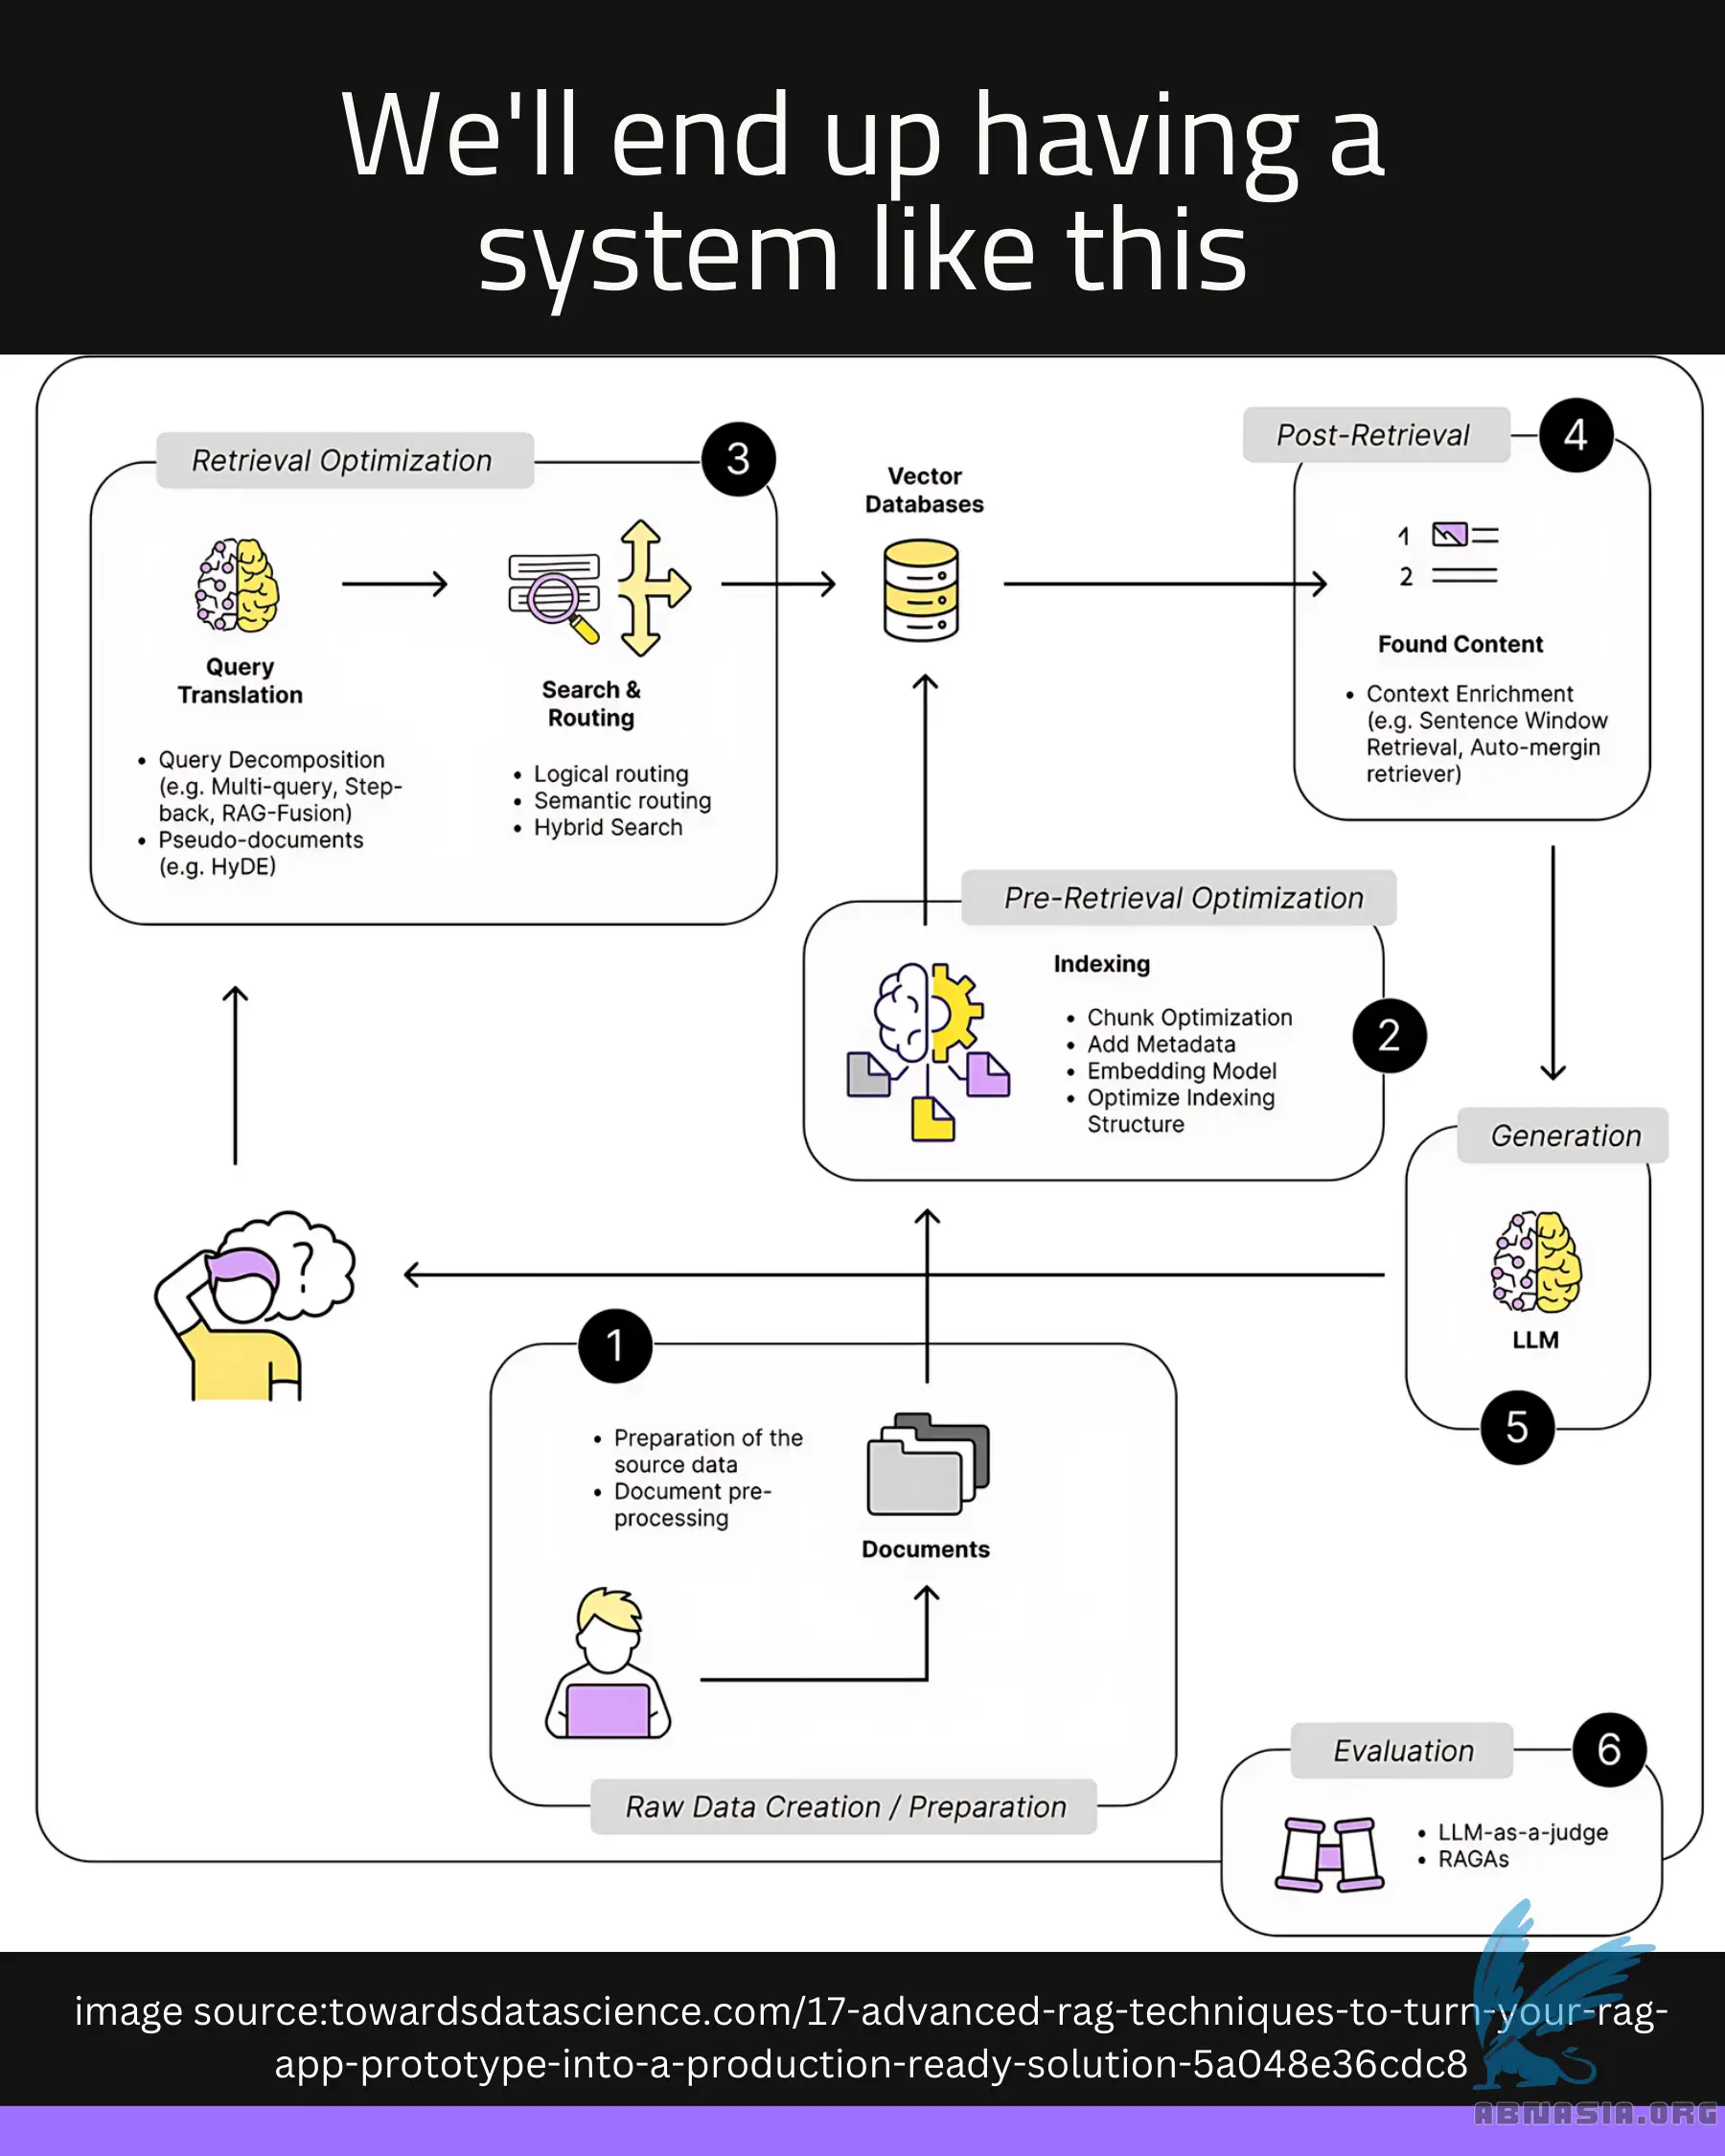 We'll end up having a
system like this
Retrieval Optimization
3
Query
Translation
• Query Decomposition
(e.g. Multi-query, Step-
back, RAG-Fusion)
• Pseudo-documents
(e.g. HyDE)
Search &
Routing
• Logical routing
• Semantic routing
• Hybrid Search
Vector
Databases
Post-Retrieval
4
1
2
Found Content
• Context Enrichment
(e.g. Sentence Window
Retrieval, Auto-mergin
retriever)
Pre-Retrieval Optimization
Indexing
• Chunk Optimization
• Add Metadata
• Embedding Model
• Optimize Indexing
Structure
2
Generation
LLM
5
?
1
• Preparation of the
source data
• Document pre-
processing
Documents
Raw Data Creation / Preparation
Evaluation
6
• LLM-as-a-judge
• RAGAs
image source:towardsdatascience.com/17-advanced-rag-techniques-to-turn-your-rag-
app-prototype-into-a-production-ready-solution-5a048e36cdc8
ABNASIA.ORG